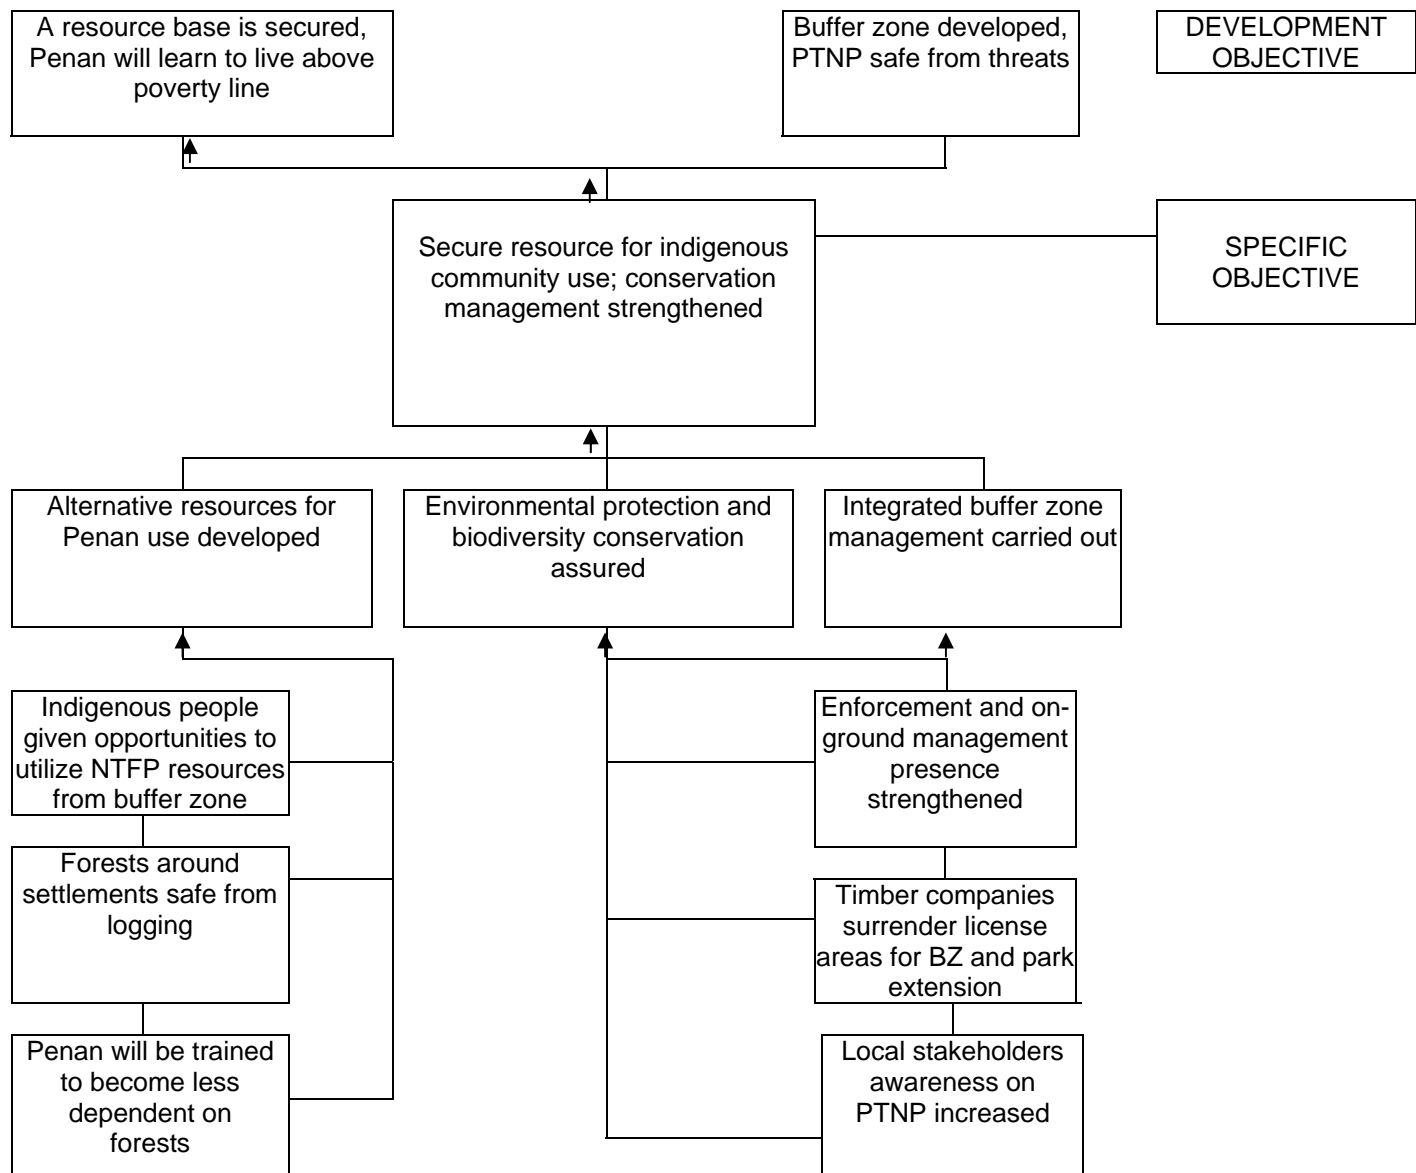 A resource base is secured,
Penan will learn to live above
poverty line
Buffer zone developed,
PTNP safe from threats
DEVELOPMENT
OBJECTIVE
Secure resource for indigenous
community use; conservation
management strengthened
SPECIFIC
OBJECTIVE
Alternative resources for
Penan use developed
Environmental protection and
biodiversity conservation
assured
Integrated buffer zone
management carried out
Indigenous people
given opportunities to
utilize NTFP resources
from buffer zone
Forests around
settlements safe from
logging
Penan will be trained
to become less
dependent on
forests
Enforcement and on-
ground management
presence
strengthened
Timber companies
surrender license
areas for BZ and park
extension
Local stakeholders
awareness on
PTNP increased